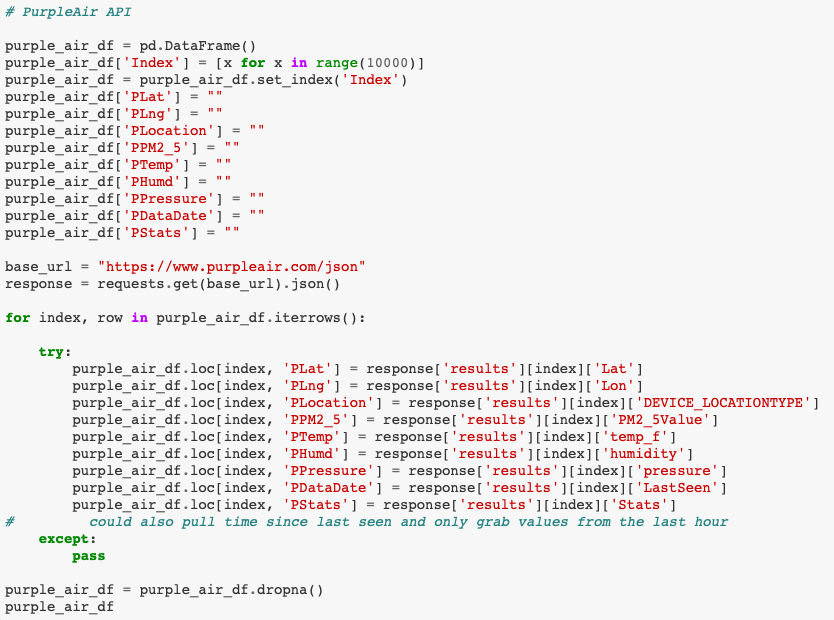 # PurpleAir API
purple_air_df = pd.DataFrame()
purple_air_df['Index'] = [x for x in range(10000)]
purple_air_df = purple_air_df.set_index('Index')
purple_air_df['PLat'] = ""
purple_air_df['PLng'] = ""
purple_air_df['PLocation'] = ""
purple_air_df['PPM2_5'] = ""
purple_air_df['PTemp'] = ""
purple_air_df['PHumd'] = ""
purple_air_df['PPressure'] = ""
purple_air_df['PDataDate'] = ""
purple_air_df['PStats'] = ""
base_url = "https://www.purpleair.com/json"
response = requests.get(base_url).json()
for index, row in purple_air_df.iterrows():
    try:
        purple_air_df.loc[index, 'PLat'] = response['results'][index]['Lat']
        purple_air_df.loc[index, 'PLng'] = response['results'][index]['Lon']
        purple_air_df.loc[index, 'PLocation'] = response['results'][index]['DEVICE_LOCATIONTYPE']
        purple_air_df.loc[index, 'PPM2_5'] = response['results'][index]['PM2_5Value']
        purple_air_df.loc[index, 'PTemp'] = response['results'][index]['temp_f']
        purple_air_df.loc[index, 'PHumd'] = response['results'][index]['humidity']
        purple_air_df.loc[index, 'PPressure'] = response['results'][index]['pressure']
        purple_air_df.loc[index, 'PDataDate'] = response['results'][index]['LastSeen']
        purple_air_df.loc[index, 'PStats'] = response['results'][index]['Stats']
#         could also pull time since last seen and only grab values from the last hour
    except:
        pass
purple_air_df = purple_air_df.dropna()
purple_air_df